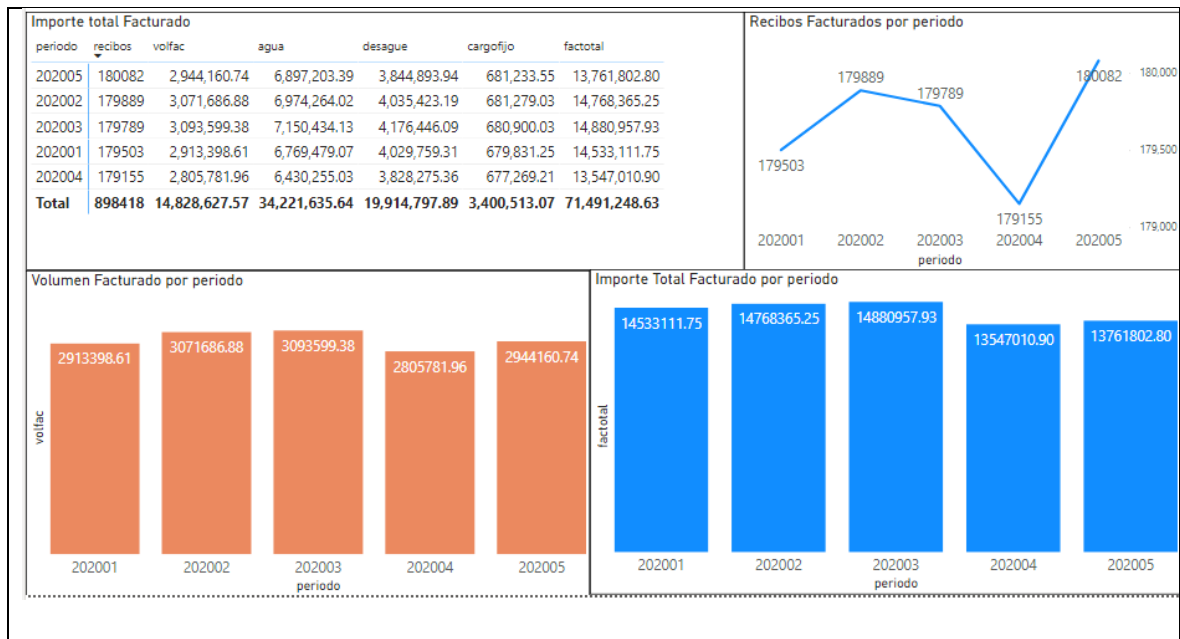 Importe total Facturado
periodo recibos volfac agua desague cargofijo factotal
202005 180082 2,944,160.74 6,897,203.39 3,844,893.94 681,233.55 13,761,802.80
202002 179889 3,071,686.88 6,974,264.02 4,035,423.19 681,279.03 14,768,365.25
202003 179789 3,093,599.38 7,150,434.13 4,176,446.09 680,900.03 14,880,957.93
202001 179503 2,913,398.61 6,769,479.07 4,029,759.31 679,831.25 14,533,111.75
202004 179155 2,805,781.96 6,430,255.03 3,828,275.36 677,269.21 13,547,010.90
Total 898418 14,828,627.57 34,221,635.64 19,914,797.89 3,400,513.07 71,491,248.63
Recibos Facturados por periodo
179503 179889 179789 179155 180082
180,000
179,500
179,000
202001 202002 202003 202004 202005
periodo
Volumen Facturado por periodo
volfac
2913398.61 3071686.88 3093599.38 2805781.96 2944160.74
202001 202002 202003 202004 202005
periodo
Importe Total Facturado por periodo
factotal
14533111.75 14768365.25 14880957.93 13547010.90 13761802.80
202001 202002 202003 202004 202005
periodo